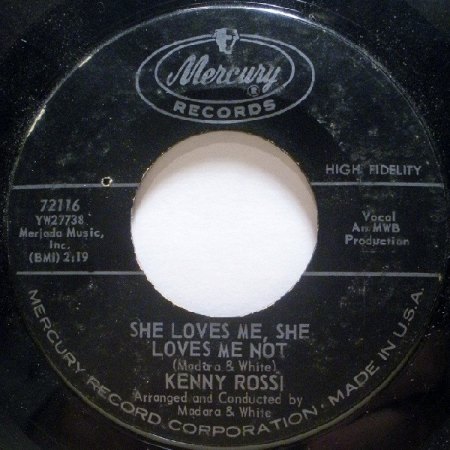 Mercury
®
RECORDS
HIGH FIDELITY
72116
YW27738
Merjada Music,
Inc.
(BMI) 2:19
Vocal
An MWB
Production
SHE LOVES ME, SHE
LOVES ME NOT
(Madara & White)
KENNY ROSSI
Arranged and Conducted by
Madara & White
MERCURY RECORD CORPORATION • MADE IN U.S.A.